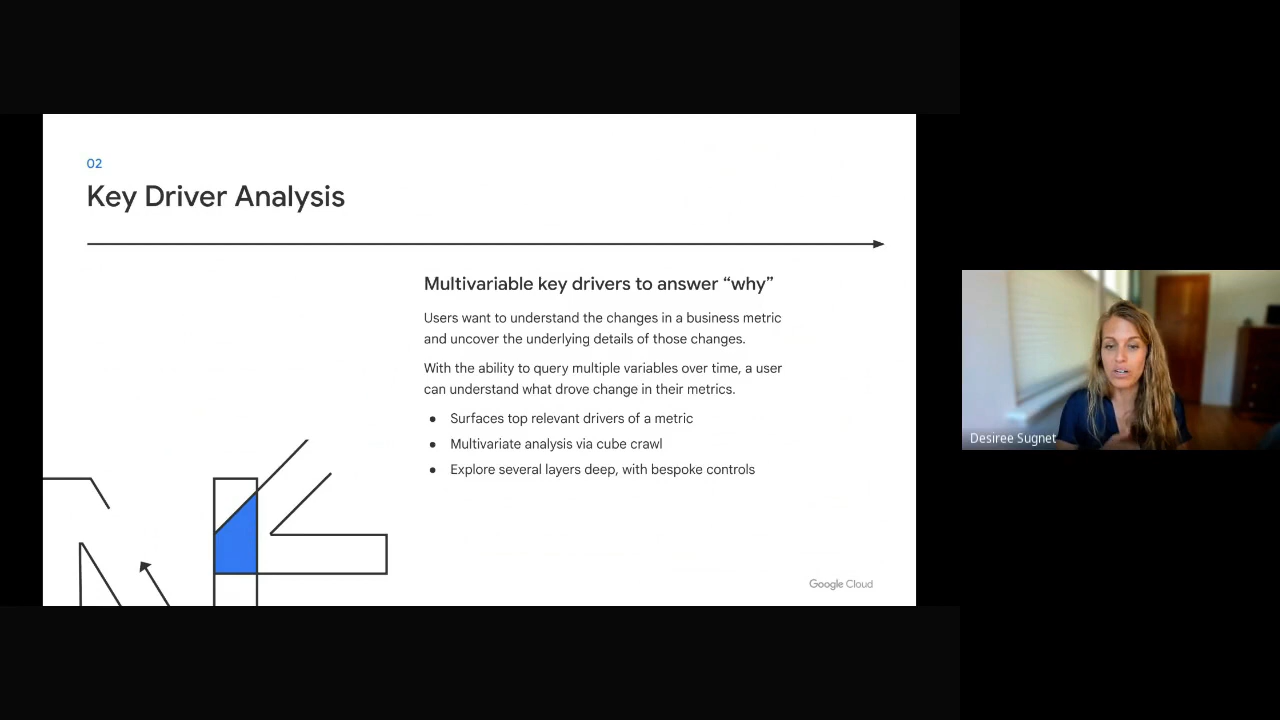 02
Key Driver Analysis
Multivariable key drivers to answer “why”
Users want to understand the changes in a business metric
and uncover the underlying details of those changes.
With the ability to query multiple variables over time, a user
can understand what drove change in their metrics.
● Surfaces top relevant drivers of a metric
● Multivariate analysis via cube crawl
● Explore several layers deep, with bespoke controls
Google Cloud
Desiree Sugnet